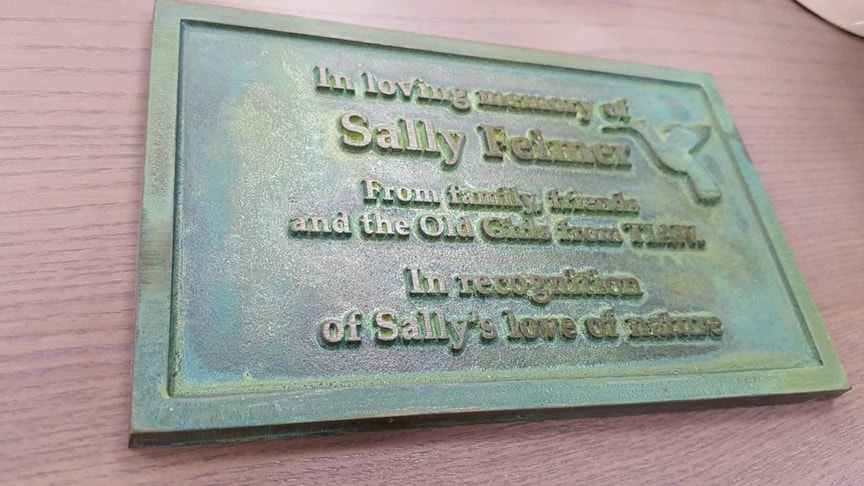 In loving memory of
Sally Feimer
From family, friends
and the Old Girls from
In recognition
of Sally's love of nature